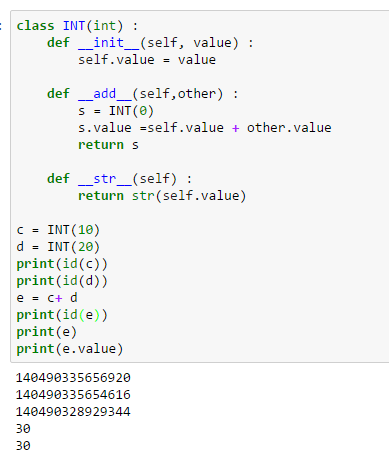 class INT(int) :
    def __init__(self, value) :
        self.value = value
    def __add__(self,other) :
        s = INT(0)
        s.value =self.value + other.value
        return s
    def __str__(self) :
        return str(self.value)
c = INT(10)
d = INT(20)
print(id(c))
print(id(d))
e = c+ d
print(id(e))
print(e)
print(e.value)
140490335656920
140490335654616
140490328929344
30
30